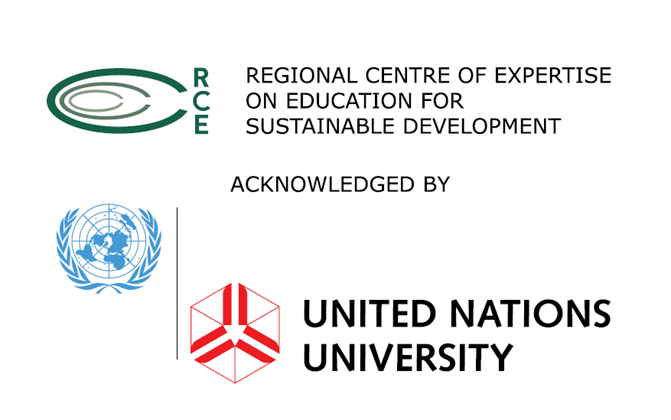 RCE
REGIONAL CENTRE OF EXPERTISE
ON EDUCATION FOR
SUSTAINABLE DEVELOPMENT
ACKNOWLEDGED BY
UNITED NATIONS
UNIVERSITY